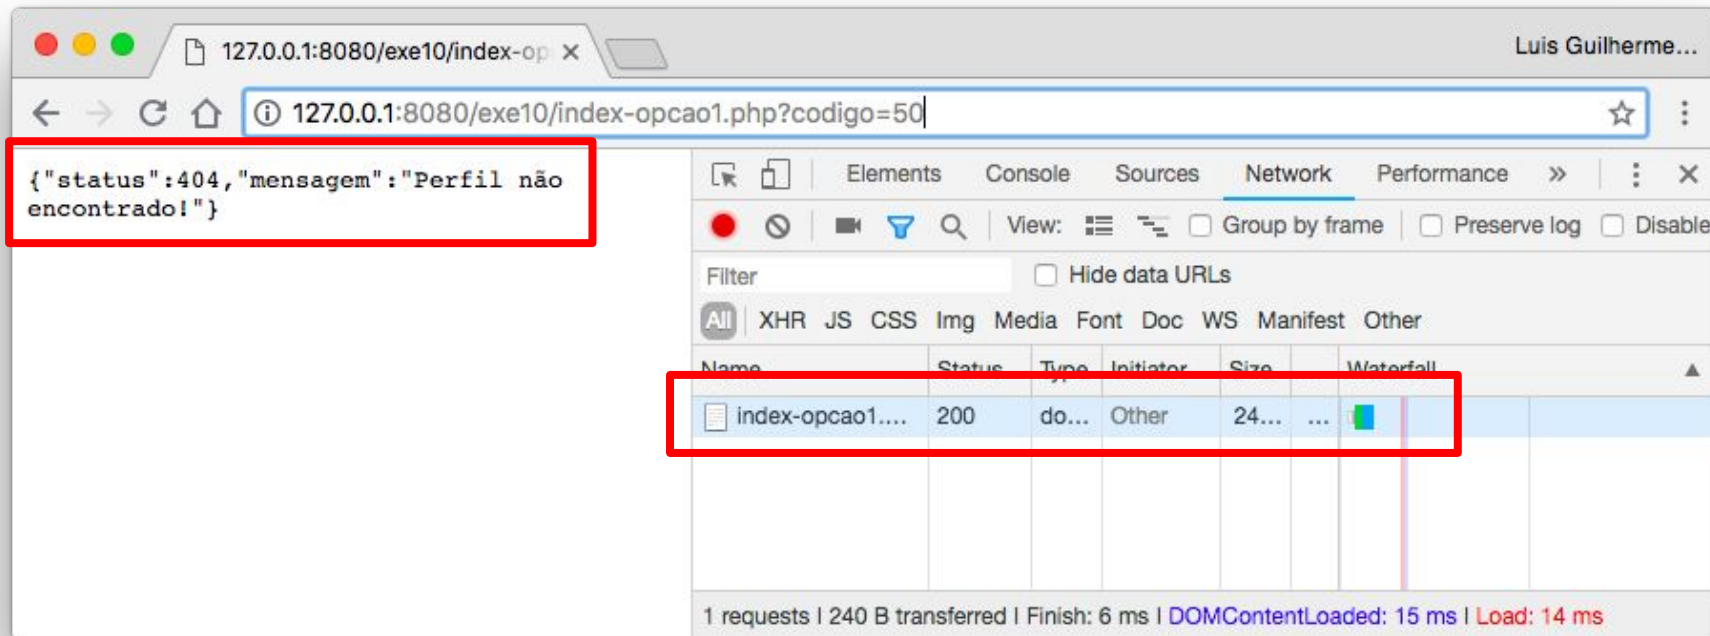 127.0.0.1:8080/exe10/index-op
Luis Guilherme...
127.0.0.1:8080/exe10/index-opcao1.php?codigo=50
{"status":404,"mensagem":"Perfil não
encontrado!"}
Elements Console Sources Network Performance »
View: Group by frame Preserve log Disable
Filter Hide data URLs
All XHR JS CSS Img Media Font Doc WS Manifest Other
Name Status Type Initiator Size Waterfall
index-opcao1.... 200 do... Other 24... ...
1 requests | 240 B transferred | Finish: 6 ms | DOMContentLoaded: 15 ms | Load: 14 ms